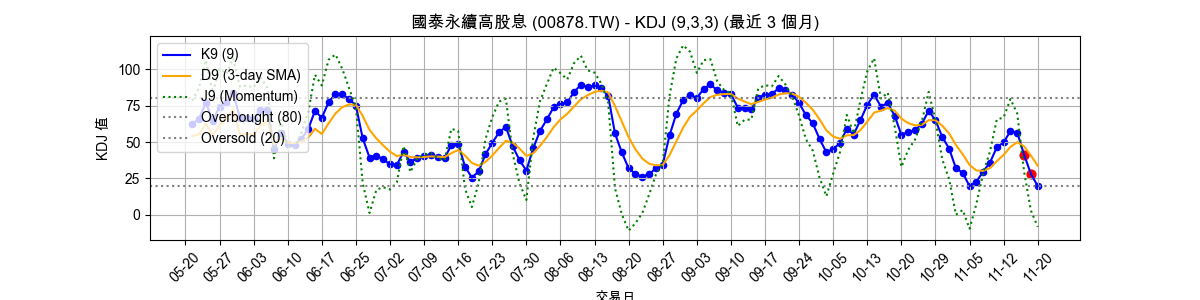 國泰永續高股息 (00878.TW) - KDJ (9,3,3) (最近 3 個月)
K9 (9)
D9 (3-day SMA)
J9 (Momentum)
Overbought (80)
Oversold (20)
KDJ 值
100
75
50
25
0
05-20 05-27 06-03 06-10 06-17 06-25 07-02 07-09 07-16 07-23 07-30 08-06 08-13 08-20 08-27 09-03 09-10 09-17 09-24 10-05 10-13 10-20 10-29 11-05 11-12 11-20
交易日